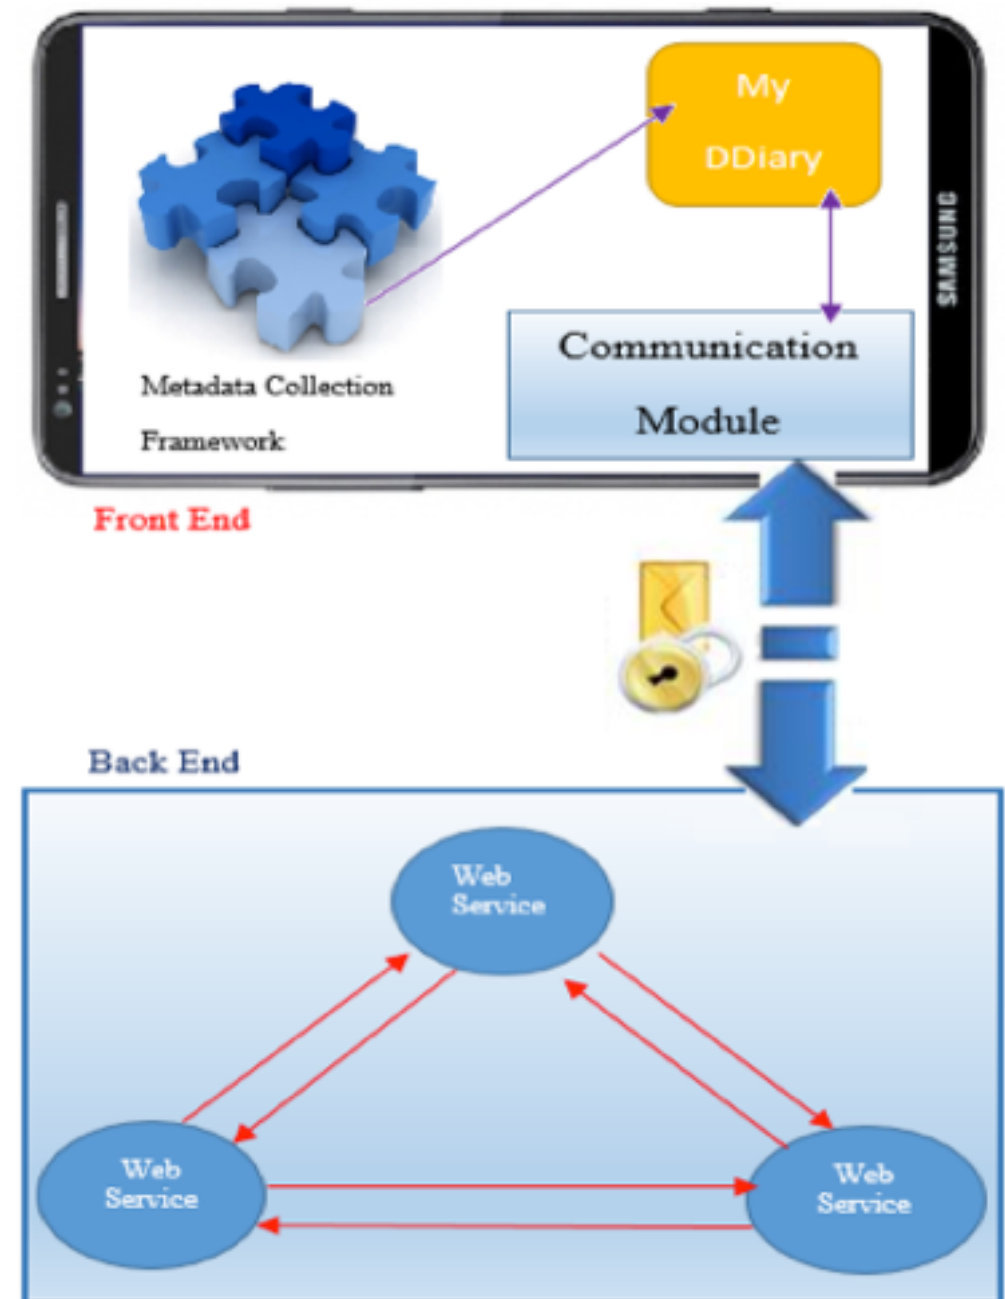 My
DDiary
SAMSUNG
Communication
Module
Metadata Collection
Framework
Front End
Back End
Web
Service
Web
Service
Web
Service